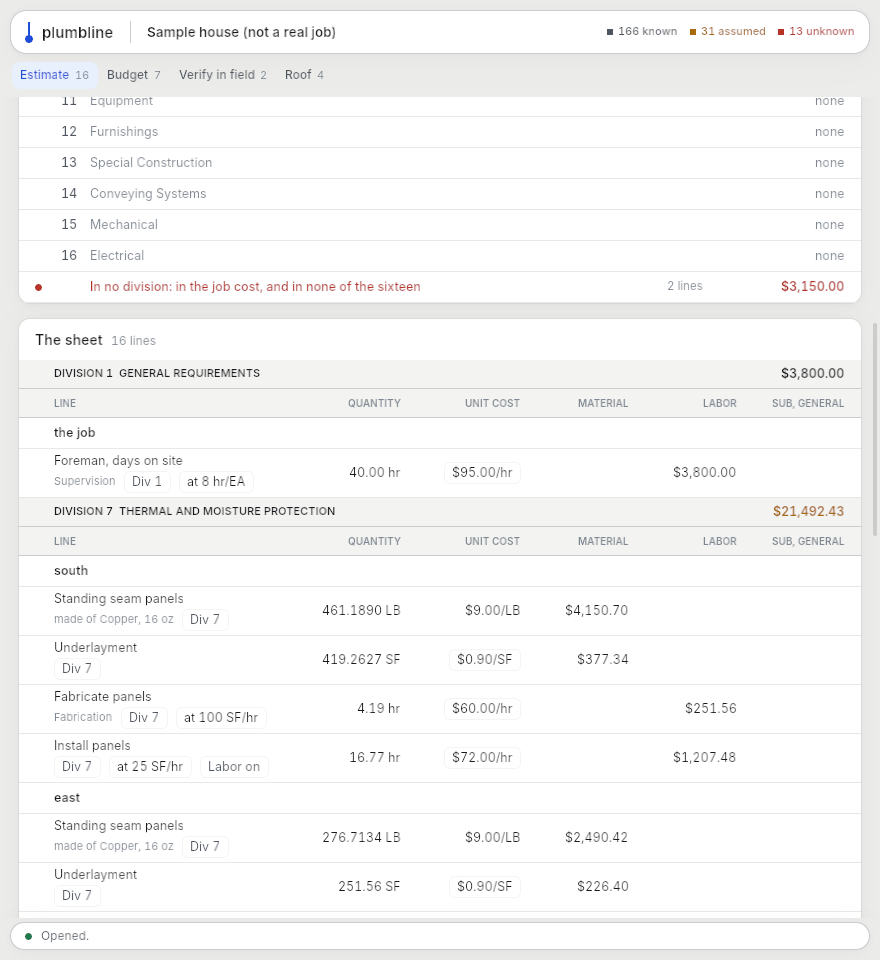 plumbline Sample house (not a real job) 166 known 31 assumed 13 unknown
Estimate 16 Budget 7 Verify in field 2 Roof 4
11 Equipment none
12 Furnishings none
13 Special Construction none
14 Conveying Systems none
15 Mechanical none
16 Electrical none
In no division: in the job cost, and in none of the sixteen 2 lines $3,150.00
The sheet 16 lines
DIVISION 1 GENERAL REQUIREMENTS $3,800.00
LINE QUANTITY UNIT COST MATERIAL LABOR SUB, GENERAL
the job
Foreman, days on site
Supervision Div 1 at 8 hr/EA 40.00 hr $95.00/hr $3,800.00
DIVISION 7 THERMAL AND MOISTURE PROTECTION $21,492.43
LINE QUANTITY UNIT COST MATERIAL LABOR SUB, GENERAL
south
Standing seam panels
made of Copper, 16 oz Div 7 461.1890 LB $9.00/LB $4,150.70
Underlayment
Div 7 419.2627 SF $0.90/SF $377.34
Fabricate panels
Fabrication Div 7 at 100 SF/hr 4.19 hr $60.00/hr $251.56
Install panels
Div 7 at 25 SF/hr Labor on 16.77 hr $72.00/hr $1,207.48
east
Standing seam panels
made of Copper, 16 oz Div 7 276.7134 LB $9.00/LB $2,490.42
Underlayment
Div 7 251.56 SF $0.90/SF $226.40
Opened.